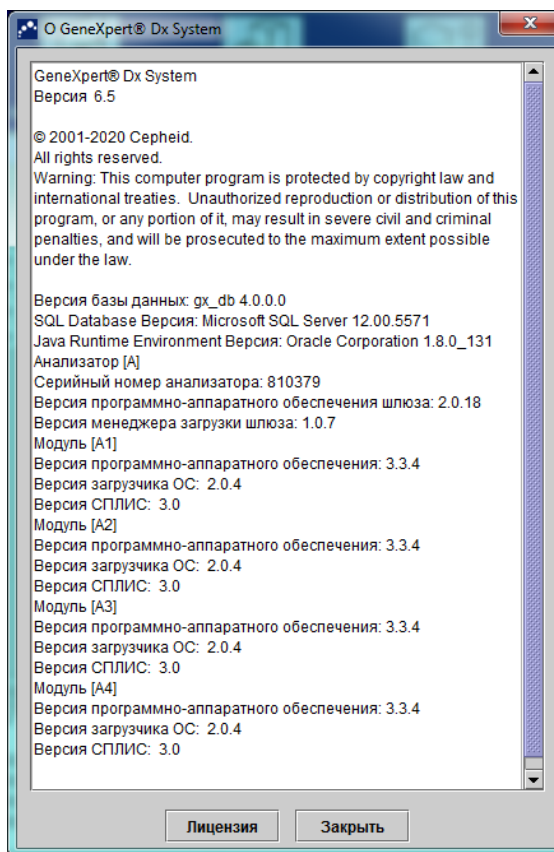 О GeneXpert® Dx System
GeneXpert® Dx System
Версия 6.5
© 2001-2020 Cepheid.
All rights reserved.
Warning: This computer program is protected by copyright law and
international treaties. Unauthorized reproduction or distribution of this
program, or any portion of it, may result in severe civil and criminal
penalties, and will be prosecuted to the maximum extent possible
under the law.
Версия базы данных: gx_db 4.0.0.0
SQL Database Версия: Microsoft SQL Server 12.00.5571
Java Runtime Environment Версия: Oracle Corporation 1.8.0_131
Анализатор [A]
Серийный номер анализатора: 810379
Версия программно-аппаратного обеспечения шлюза: 2.0.18
Версия менеджера загрузки шлюза: 1.0.7
Модуль [A1]
Версия программно-аппаратного обеспечения: 3.3.4
Версия загрузчика ОС: 2.0.4
Версия СПЛИС: 3.0
Модуль [A2]
Версия программно-аппаратного обеспечения: 3.3.4
Версия загрузчика ОС: 2.0.4
Версия СПЛИС: 3.0
Модуль [A3]
Версия программно-аппаратного обеспечения: 3.3.4
Версия загрузчика ОС: 2.0.4
Версия СПЛИС: 3.0
Модуль [A4]
Версия программно-аппаратного обеспечения: 3.3.4
Версия загрузчика ОС: 2.0.4
Версия СПЛИС: 3.0
Лицензия Закрыть